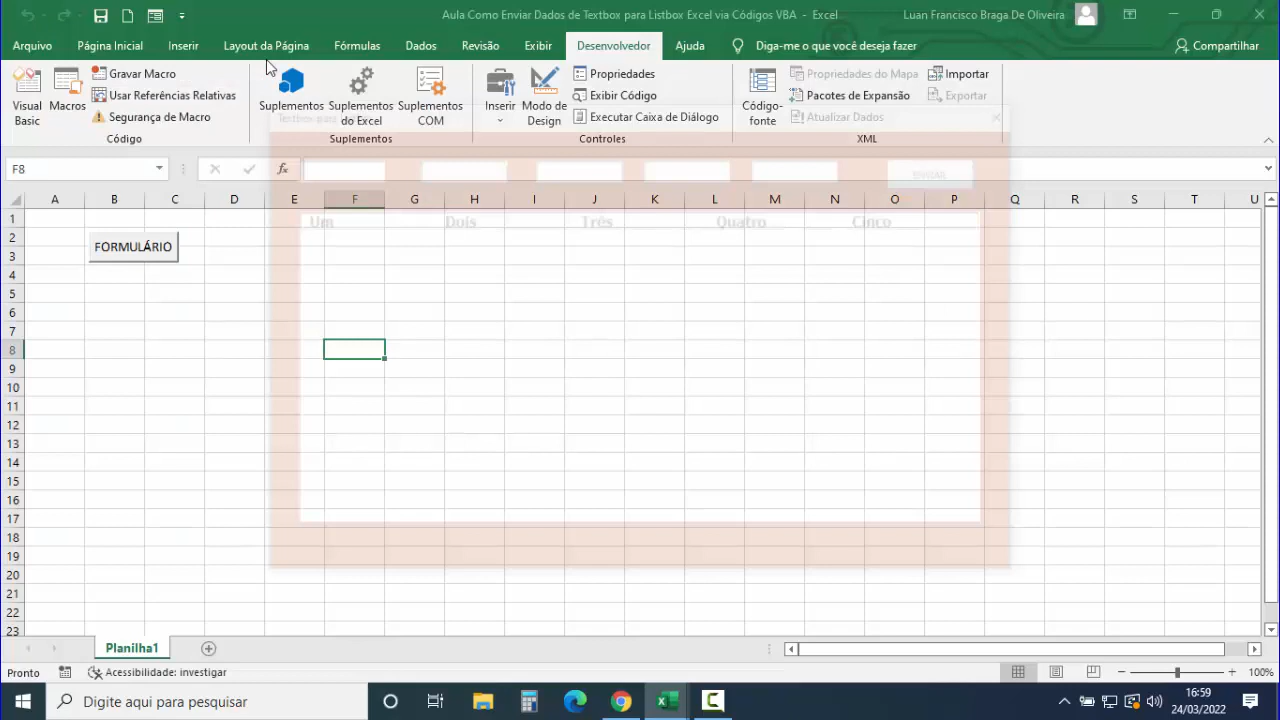 Aula Como Enviar Dados de Textbox para Listbox Excel via Códigos VBA - Excel
Luan Francisco Braga De Oliveira
Arquivo Página Inicial Inserir Layout da Página Fórmulas Dados Revisão Exibir Desenvolvedor Ajuda Diga-me o que você deseja fazer Compartilhar
Visual Basic
Macros
Gravar Macro
Usar Referências Relativas
Segurança de Macro
Código
Suplementos
Suplementos do Excel
Suplementos COM
Suplementos
Inserir
Modo de Design
Propriedades
Exibir Código
Executar Caixa de Diálogo
Controles
Código-fonte
Propriedades do Mapa
Pacotes de Expansão
Atualizar Dados
Importar
Exportar
XML
Textbox para
F8
fx
ENVIAR
A B C D E F G H I J K L M N O P Q R S T U
Um Dois Três Quatro Cinco
FORMULÁRIO
1
2
3
4
5
6
7
8
9
10
11
12
13
14
15
16
17
18
19
20
21
22
23
Planilha1
Pronto Acessibilidade: investigar 100%
Digite aqui para pesquisar
16:59
24/03/2022